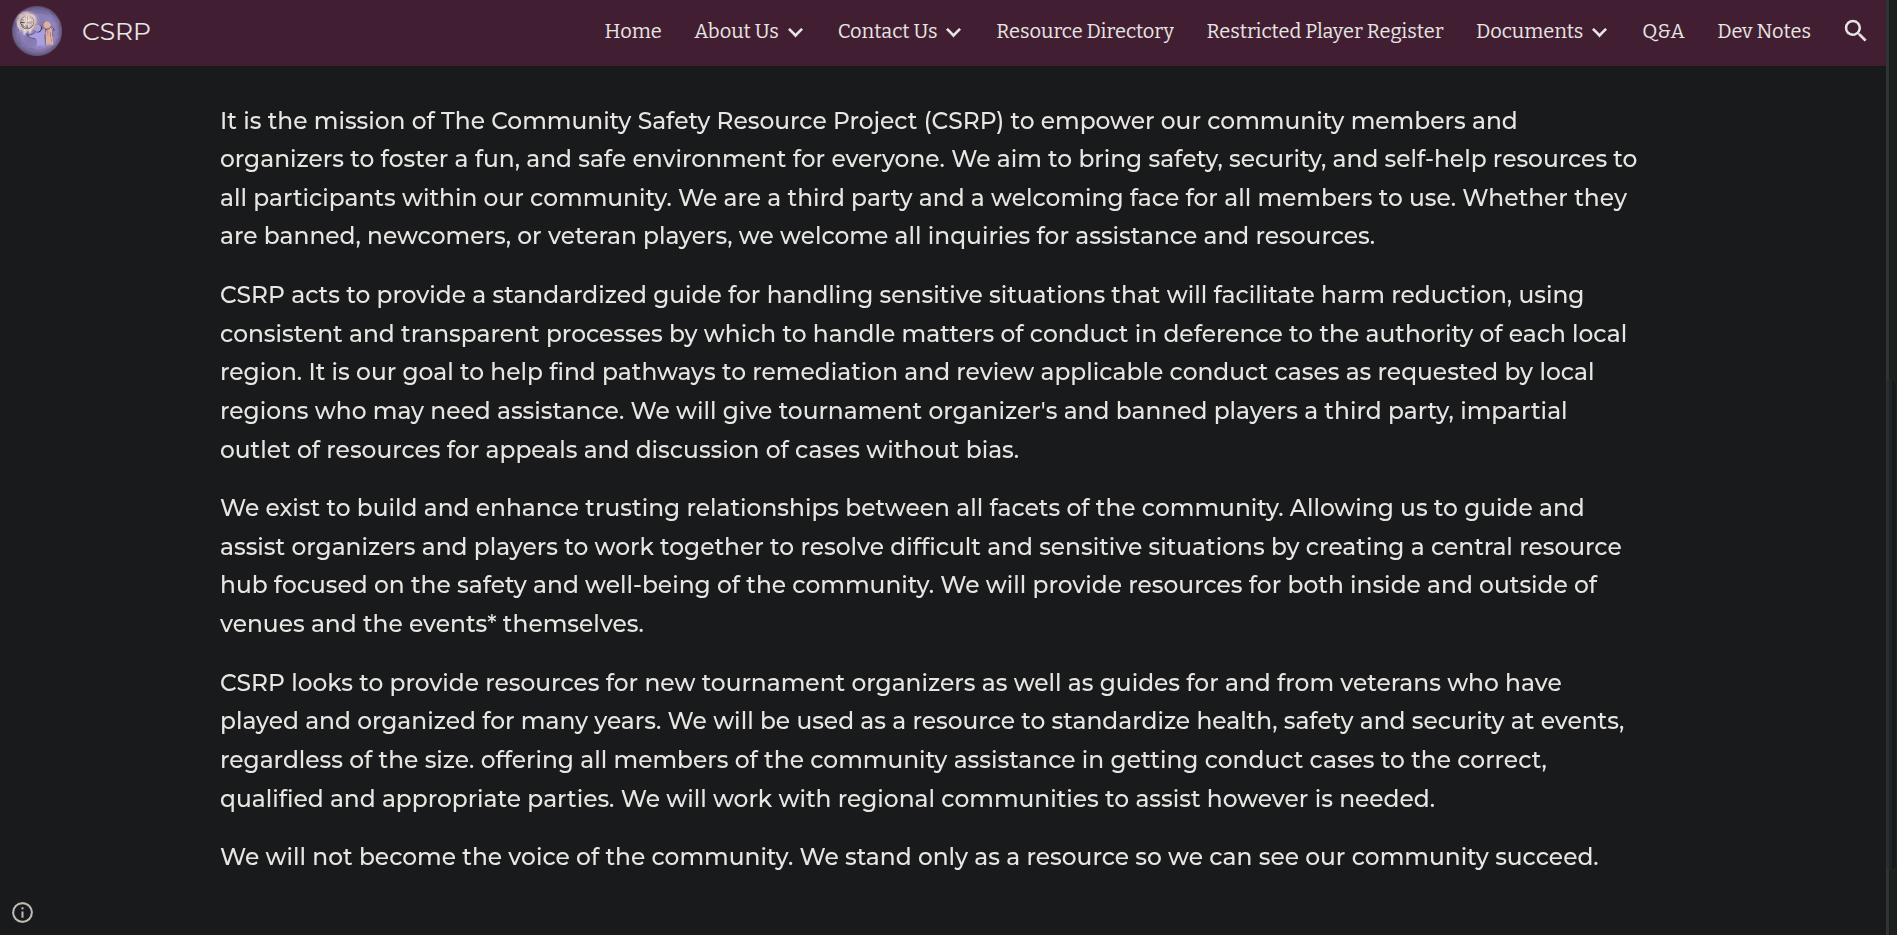 CSRP
Home About Us Contact Us Resource Directory Restricted Player Register Documents Q&A Dev Notes
It is the mission of The Community Safety Resource Project (CSRP) to empower our community members and
organizers to foster a fun, and safe environment for everyone. We aim to bring safety, security, and self-help resources to
all participants within our community. We are a third party and a welcoming face for all members to use. Whether they
are banned, newcomers, or veteran players, we welcome all inquiries for assistance and resources.
CSRP acts to provide a standardized guide for handling sensitive situations that will facilitate harm reduction, using
consistent and transparent processes by which to handle matters of conduct in deference to the authority of each local
region. It is our goal to help find pathways to remediation and review applicable conduct cases as requested by local
regions who may need assistance. We will give tournament organizer's and banned players a third party, impartial
outlet of resources for appeals and discussion of cases without bias.
We exist to build and enhance trusting relationships between all facets of the community. Allowing us to guide and
assist organizers and players to work together to resolve difficult and sensitive situations by creating a central resource
hub focused on the safety and well-being of the community. We will provide resources for both inside and outside of
venues and the events* themselves.
CSRP looks to provide resources for new tournament organizers as well as guides for and from veterans who have
played and organized for many years. We will be used as a resource to standardize health, safety and security at events,
regardless of the size. offering all members of the community assistance in getting conduct cases to the correct,
qualified and appropriate parties. We will work with regional communities to assist however is needed.
We will not become the voice of the community. We stand only as a resource so we can see our community succeed.